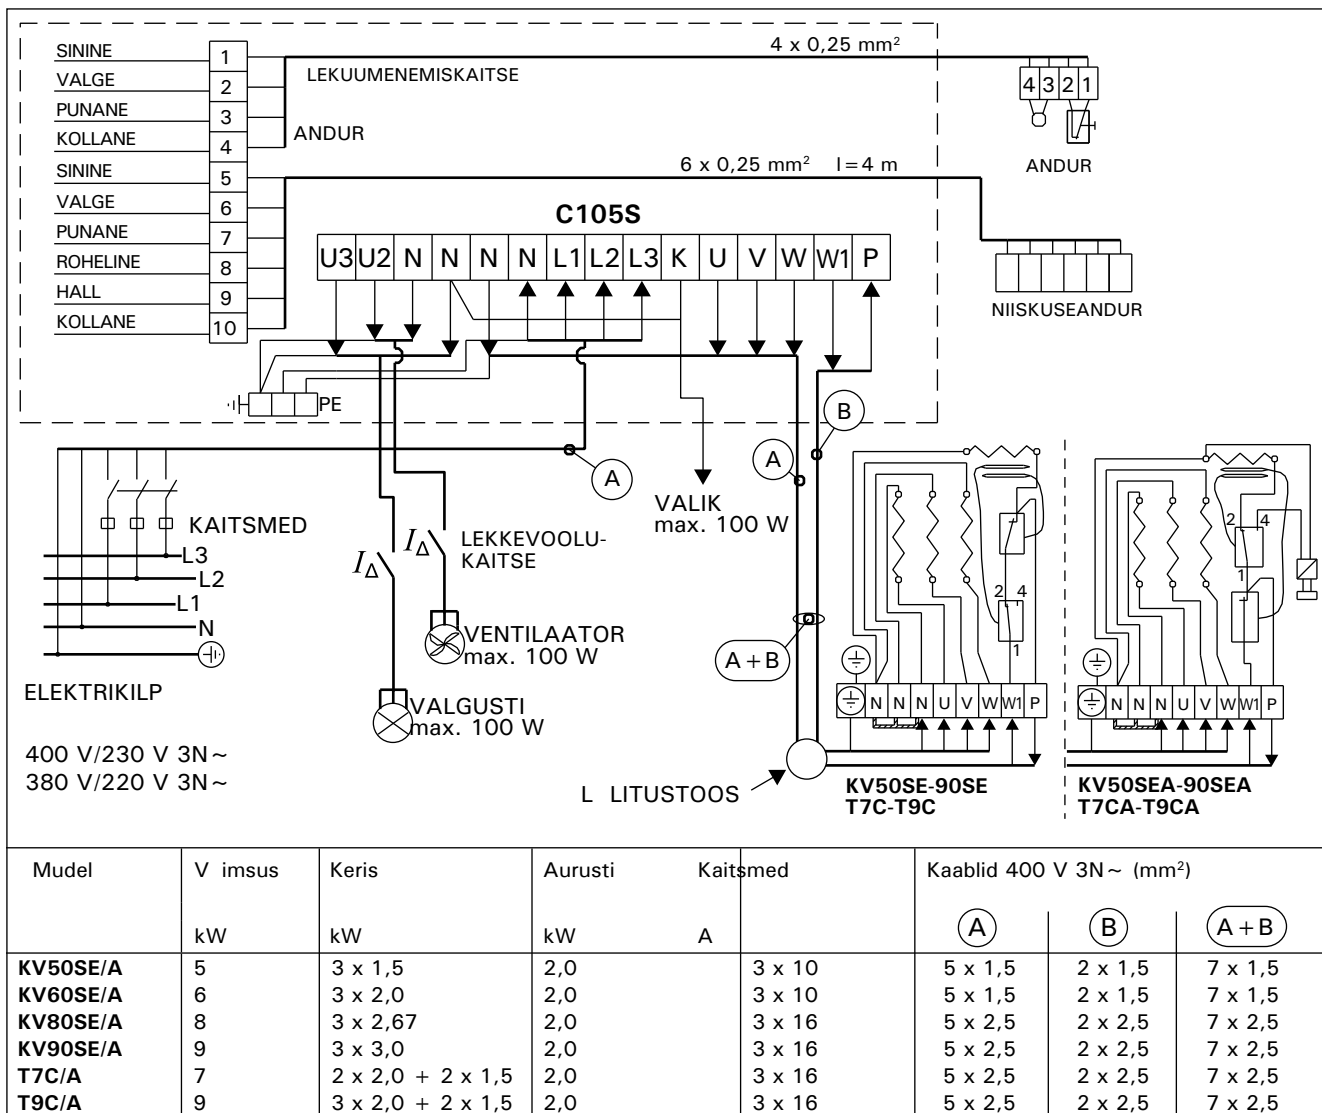 SININE 1
VALGE 2
PUNANE 3
KOLLANE 4
SININE 5
VALGE 6
PUNANE 7
ROHELINE 8
HALL 9
KOLLANE 10
LEKUUMENEMISKAITSE
ANDUR
4 x 0,25 mm²
4 3 2 1
ANDUR
6 x 0,25 mm² l=4 m
NIISKUSEANDUR
C105S
U3 U2 N N N N L1 L2 L3 K U V W W1 P
PE
A
A
B
A+B
VALIK
max. 100 W
KAITSMED
L3
L2
L1
N
ELEKTRIKILP
400 V/230 V 3N~
380 V/220 V 3N~
I∆
I∆
LEKKEVOOLU-
KAITSE
VENTILAATOR
max. 100 W
VALGUSTI
max. 100 W
L LITUSTOOS
2 4
1
N N N U V W W1 P
KV50SE-90SE
T7C-T9C
2 4
1
N N N U V W W1 P
KV50SEA-90SEA
T7CA-T9CA
Mudel V imsus Keris Aurusti Kaitsmed Kaablid 400 V 3N~ (mm²)
kW kW kW A A B A+B
KV50SE/A 5 3 x 1,5 2,0 3 x 10 5 x 1,5 2 x 1,5 7 x 1,5
KV60SE/A 6 3 x 2,0 2,0 3 x 10 5 x 1,5 2 x 1,5 7 x 1,5
KV80SE/A 8 3 x 2,67 2,0 3 x 16 5 x 2,5 2 x 2,5 7 x 2,5
KV90SE/A 9 3 x 3,0 2,0 3 x 16 5 x 2,5 2 x 2,5 7 x 2,5
T7C/A 7 2 x 2,0 + 2 x 1,5 2,0 3 x 16 5 x 2,5 2 x 2,5 7 x 2,5
T9C/A 9 3 x 2,0 + 2 x 1,5 2,0 3 x 16 5 x 2,5 2 x 2,5 7 x 2,5